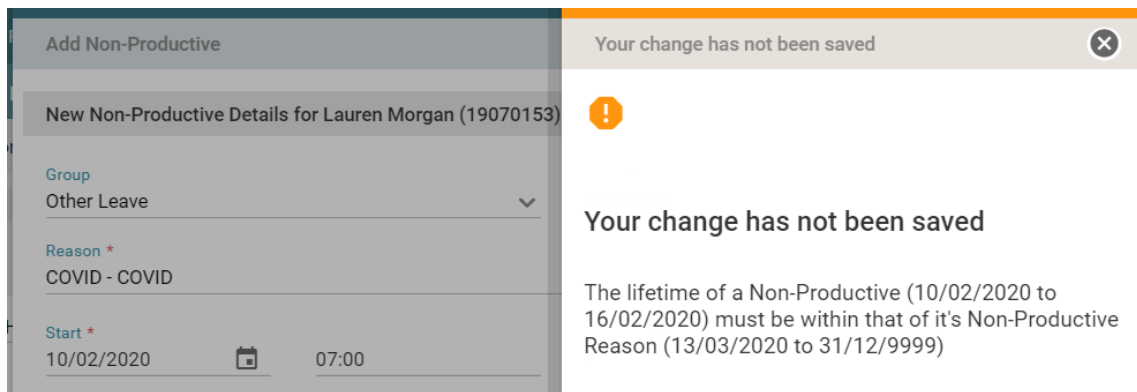 Add Non-Productive
Your change has not been saved
New Non-Productive Details for Lauren Morgan (19070153)
Group
Other Leave
Reason *
COVID - COVID
Start *
10/02/2020 07:00
Your change has not been saved
The lifetime of a Non-Productive (10/02/2020 to
16/02/2020) must be within that of it's Non-Productive
Reason (13/03/2020 to 31/12/9999)